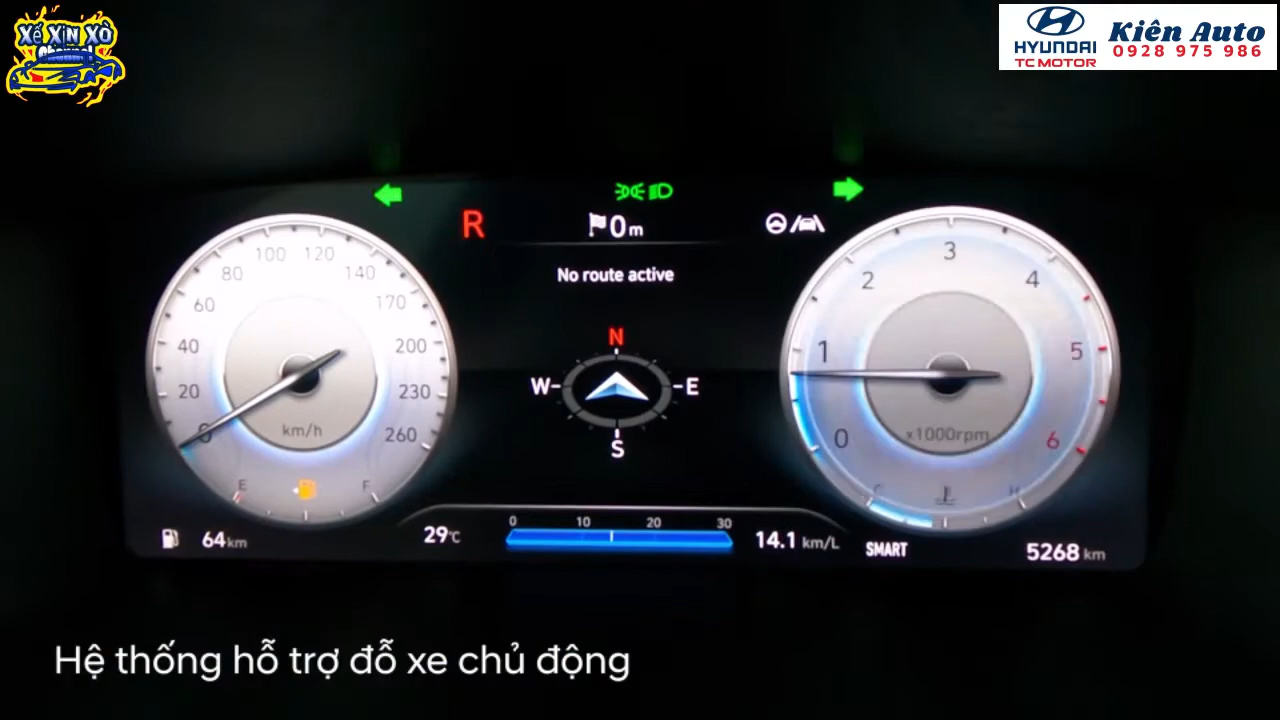 Xế XỊN XÒ
Channel
HYUNDAI
TC MOTOR
Kiên Auto
0928 975 986
R
0m
No route active
N
W
E
S
0
20
40
60
80
100
120
140
170
200
230
260
km/h
E
F
0
1
2
3
4
5
6
x1000rpm
C
H
64km
29°C
0 10 20 30
14.1 km/L
SMART
5268 km
Hệ thống hỗ trợ đỗ xe chủ động